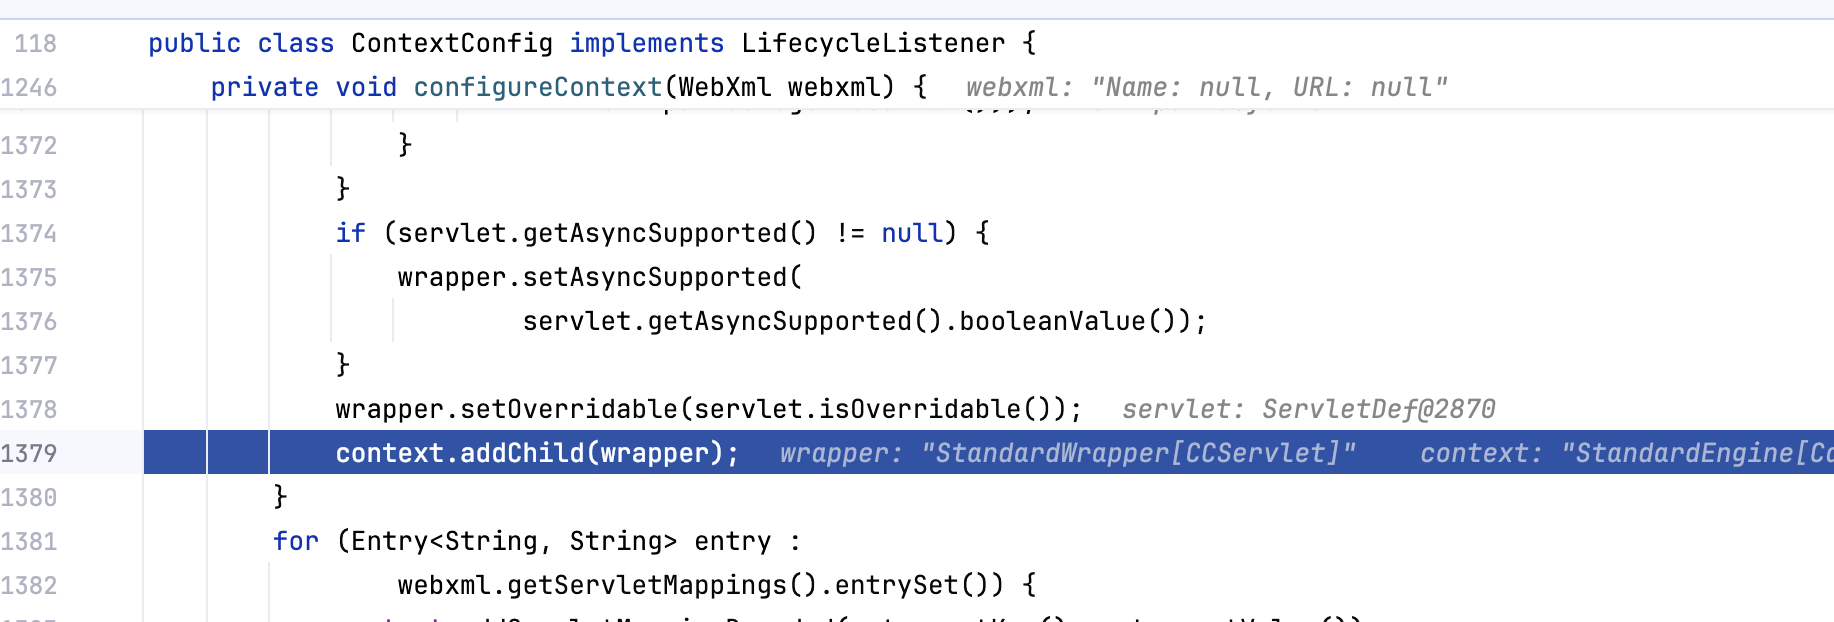 118 public class ContextConfig implements LifecycleListener {
1246 private void configureContext(WebXml webxml) { webxml: "Name: null, URL: null"
1372 }
1373 }
1374 if (servlet.getAsyncSupported() != null) {
1375 wrapper.setAsyncSupported(
1376 servlet.getAsyncSupported().booleanValue());
1377 }
1378 wrapper.setOverridable(servlet.isOverridable()); servlet: ServletDef@2870
1379 context.addChild(wrapper); wrapper: "StandardWrapper[CCServlet]" context: "StandardEngine[Ca
1380 }
1381 for (Entry<String, String> entry :
1382 webxml.getServletMappings().entrySet()) {